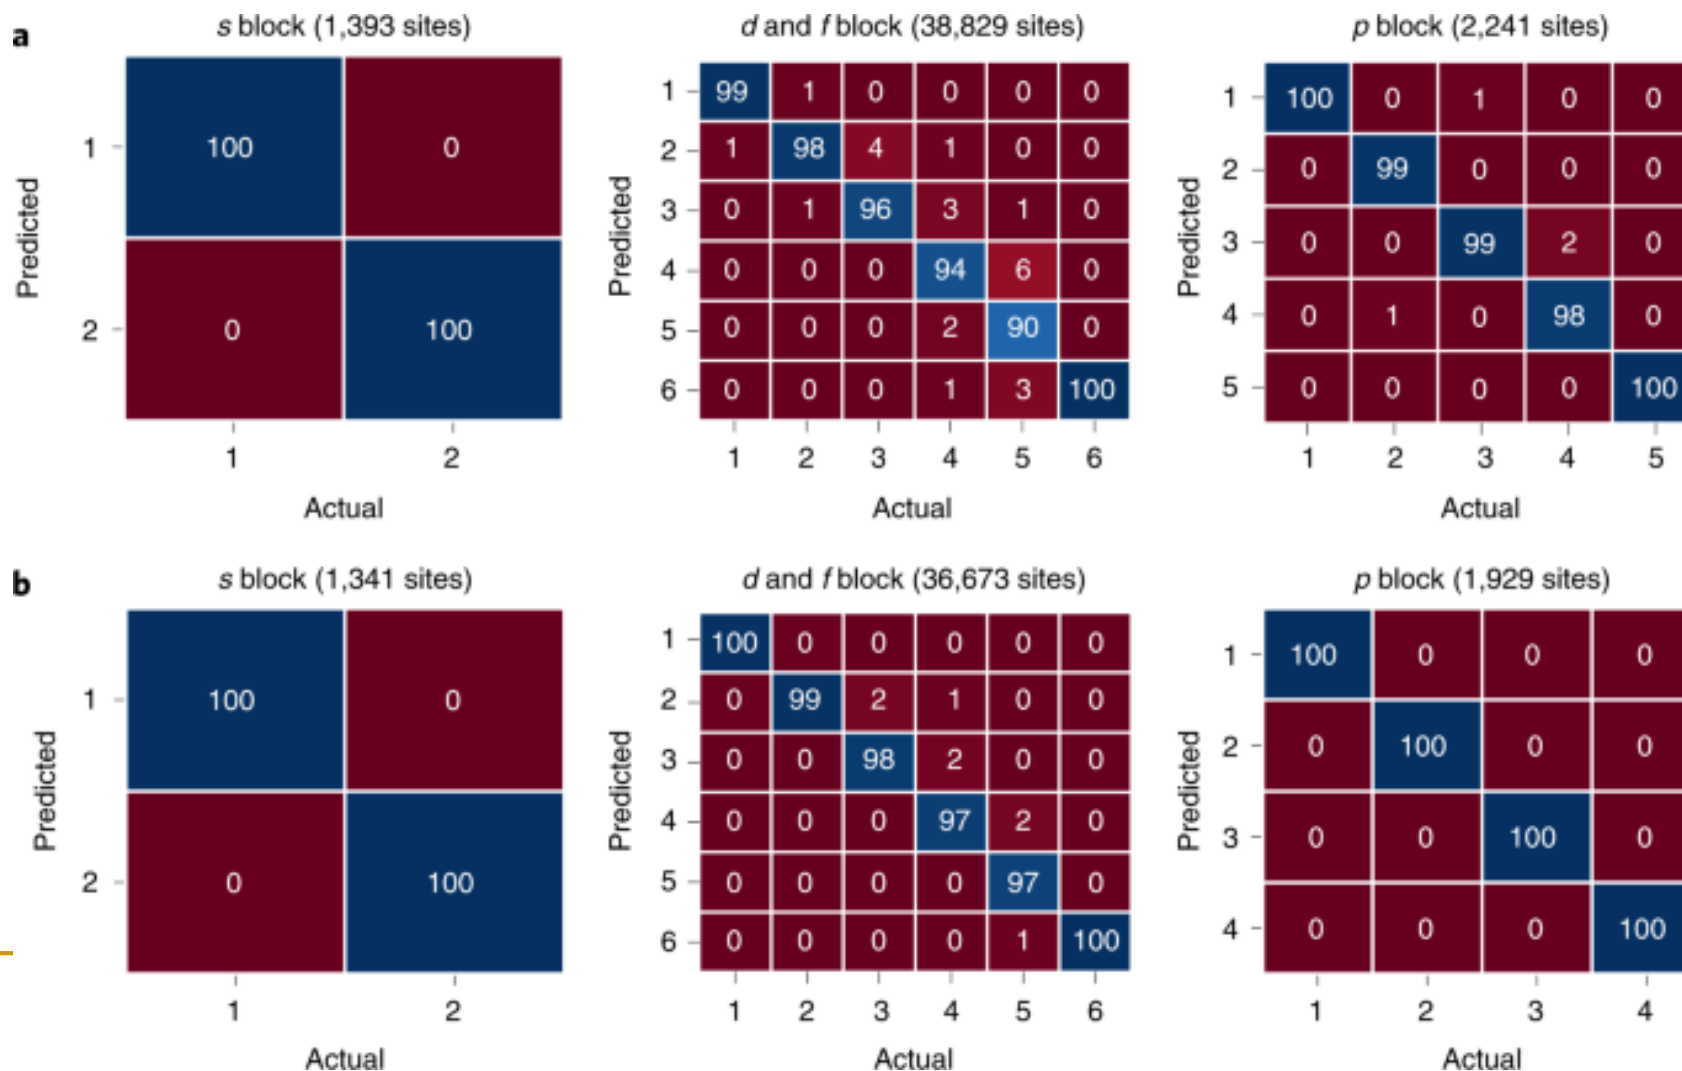 a
s block (1,393 sites)
Predicted
1 100 0
2 0 100
1 2
Actual
d and f block (38,829 sites)
Predicted
1 99 1 0 0 0 0
2 1 98 4 1 0 0
3 0 1 96 3 1 0
4 0 0 0 94 6 0
5 0 0 0 2 90 0
6 0 0 0 1 3 100
1 2 3 4 5 6
Actual
p block (2,241 sites)
Predicted
1 100 0 1 0 0
2 0 99 0 0 0
3 0 0 99 2 0
4 0 1 0 98 0
5 0 0 0 0 100
1 2 3 4 5
Actual
b
s block (1,341 sites)
Predicted
1 100 0
2 0 100
1 2
Actual
d and f block (36,673 sites)
Predicted
1 100 0 0 0 0 0
2 0 99 2 1 0 0
3 0 0 98 2 0 0
4 0 0 0 97 2 0
5 0 0 0 0 97 0
6 0 0 0 0 1 100
1 2 3 4 5 6
Actual
p block (1,929 sites)
Predicted
1 100 0 0 0
2 0 100 0 0
3 0 0 100 0
4 0 0 0 100
1 2 3 4
Actual